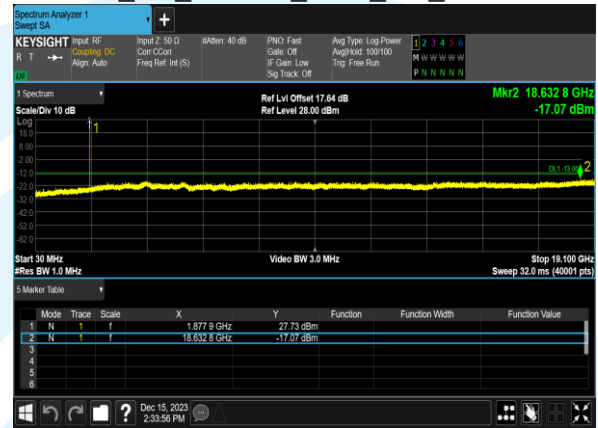 Spectrum Analyzer 1
Swept SA
+
KEYSIGHT Input: RF Input Z: 50 Ω #Atten: 40 dB PNO: Fast Avg Type: Log-Power 1 2 3 4 5 6
R T Coupling: DC Corr CCorr Gate: Off Avg|Hold: 100/100 M W W W W W
Align: Auto Freq Ref: Int (S) IF Gain: Low Trig: Free Run
LW Sig Track: Off P N N N N N
1 Spectrum Ref Lvl Offset 17.64 dB Mkr2 18.632 8 GHz
Scale/Div 10 dB Ref Level 28.00 dBm -17.07 dBm
Log
18.0 1
8.00
-2.00
-12.0 2
-22.0
-32.0
-42.0
-52.0
-62.0
Start 30 MHz Video BW 3.0 MHz Stop 19.100 GHz
#Res BW 1.0 MHz Sweep 32.0 ms (40001 pts)
5 Marker Table
Mode Trace Scale X Y Function Function Width Function Value
1 N 1 f 1.877 9 GHz 27.73 dBm
2 N 1 f 18.632 8 GHz -17.07 dBm
3
4
5
6
? Dec 15, 2023
2:33:56 PM